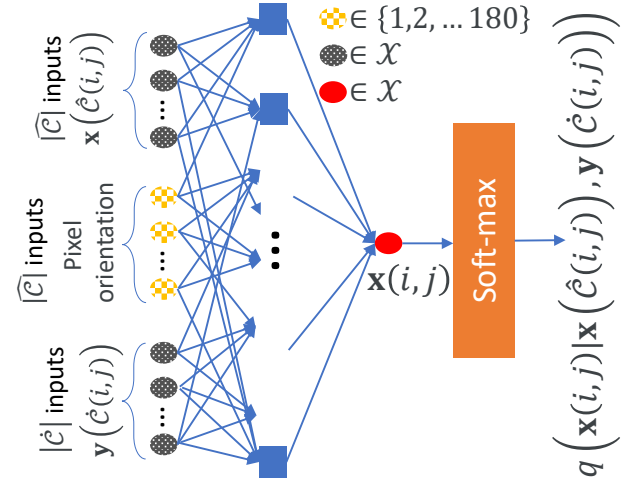 |Ĉ| inputs
𝐱(𝒞̂(i,j))
...
|Ĉ| inputs
Pixel
orientation
...
|Ċ| inputs
𝐲(𝒞̇(i,j))
...
...
∈ {1,2, … 180}
∈ 𝒳
∈ 𝒳
𝐱(i,j)
Soft-max
q(𝐱(i,j)|𝐱(𝒞̂(i,j)), 𝐲(𝒞̇(i,j)))